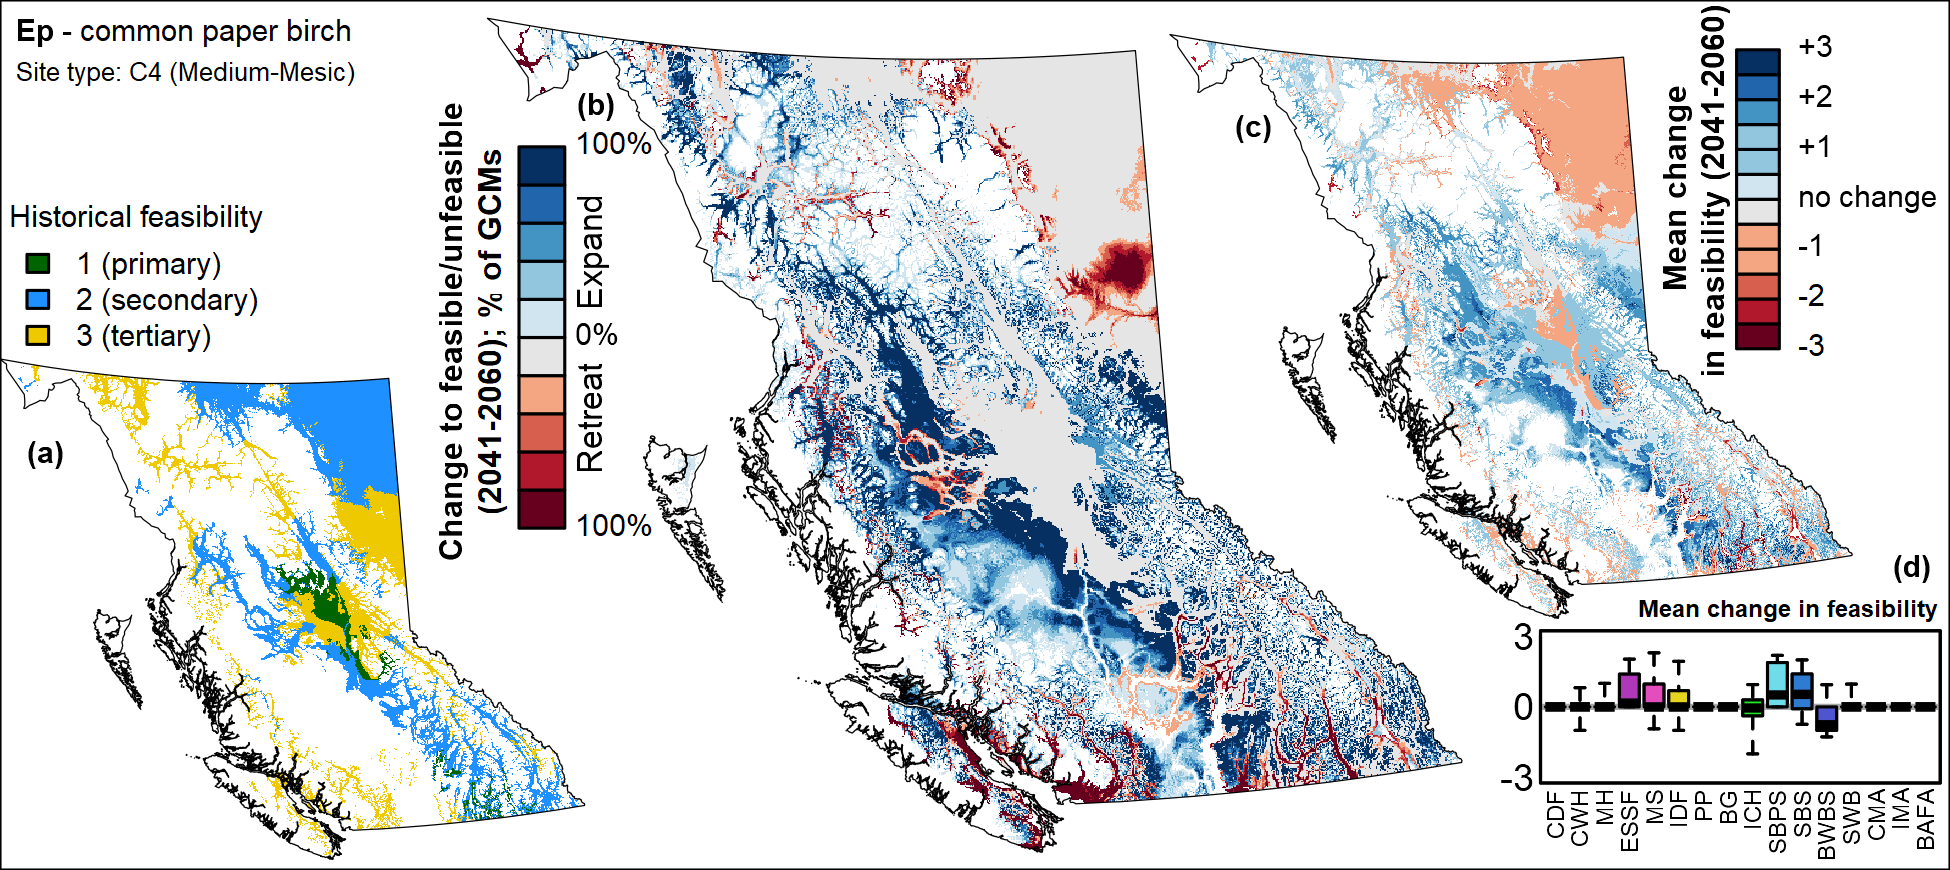 Ep - common paper birch
Site type: C4 (Medium-Mesic)
Historical feasibility
1 (primary)
2 (secondary)
3 (tertiary)
(a)
(b)
Change to feasible/unfeasible
(2041-2060); % of GCMs
100%
Expand
0%
Retreat
100%
(c)
Mean change
in feasibility (2041-2060)
+3
+2
+1
no change
-1
-2
-3
(d)
Mean change in feasibility
3
0
-3
CDF
CWH
MH
ESSF
MS
IDF
PP
BG
ICH
SBPS
SBS
BWBS
SWB
CMA
IMA
BAFA